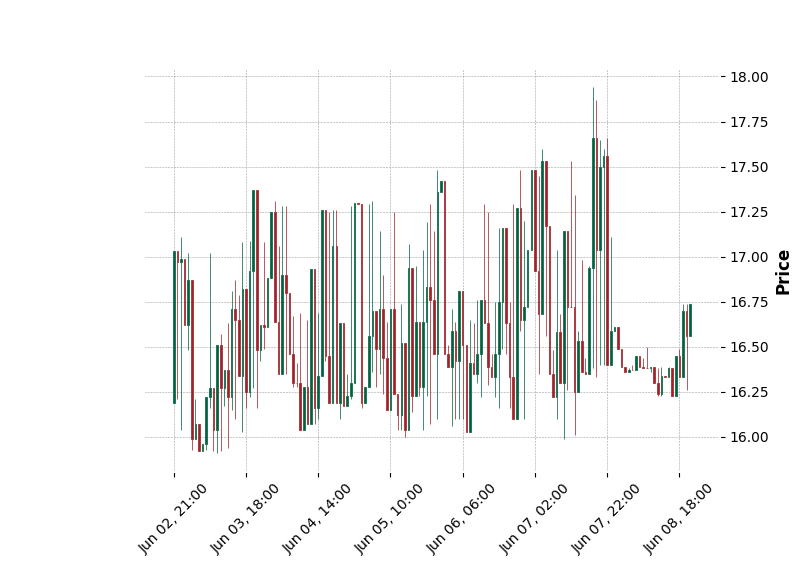 18.00
17.75
17.50
17.25
17.00
16.75
16.50
16.25
16.00
Price
Jun 02, 21:00
Jun 03, 18:00
Jun 04, 14:00
Jun 05, 10:00
Jun 06, 06:00
Jun 07, 02:00
Jun 07, 22:00
Jun 08, 18:00